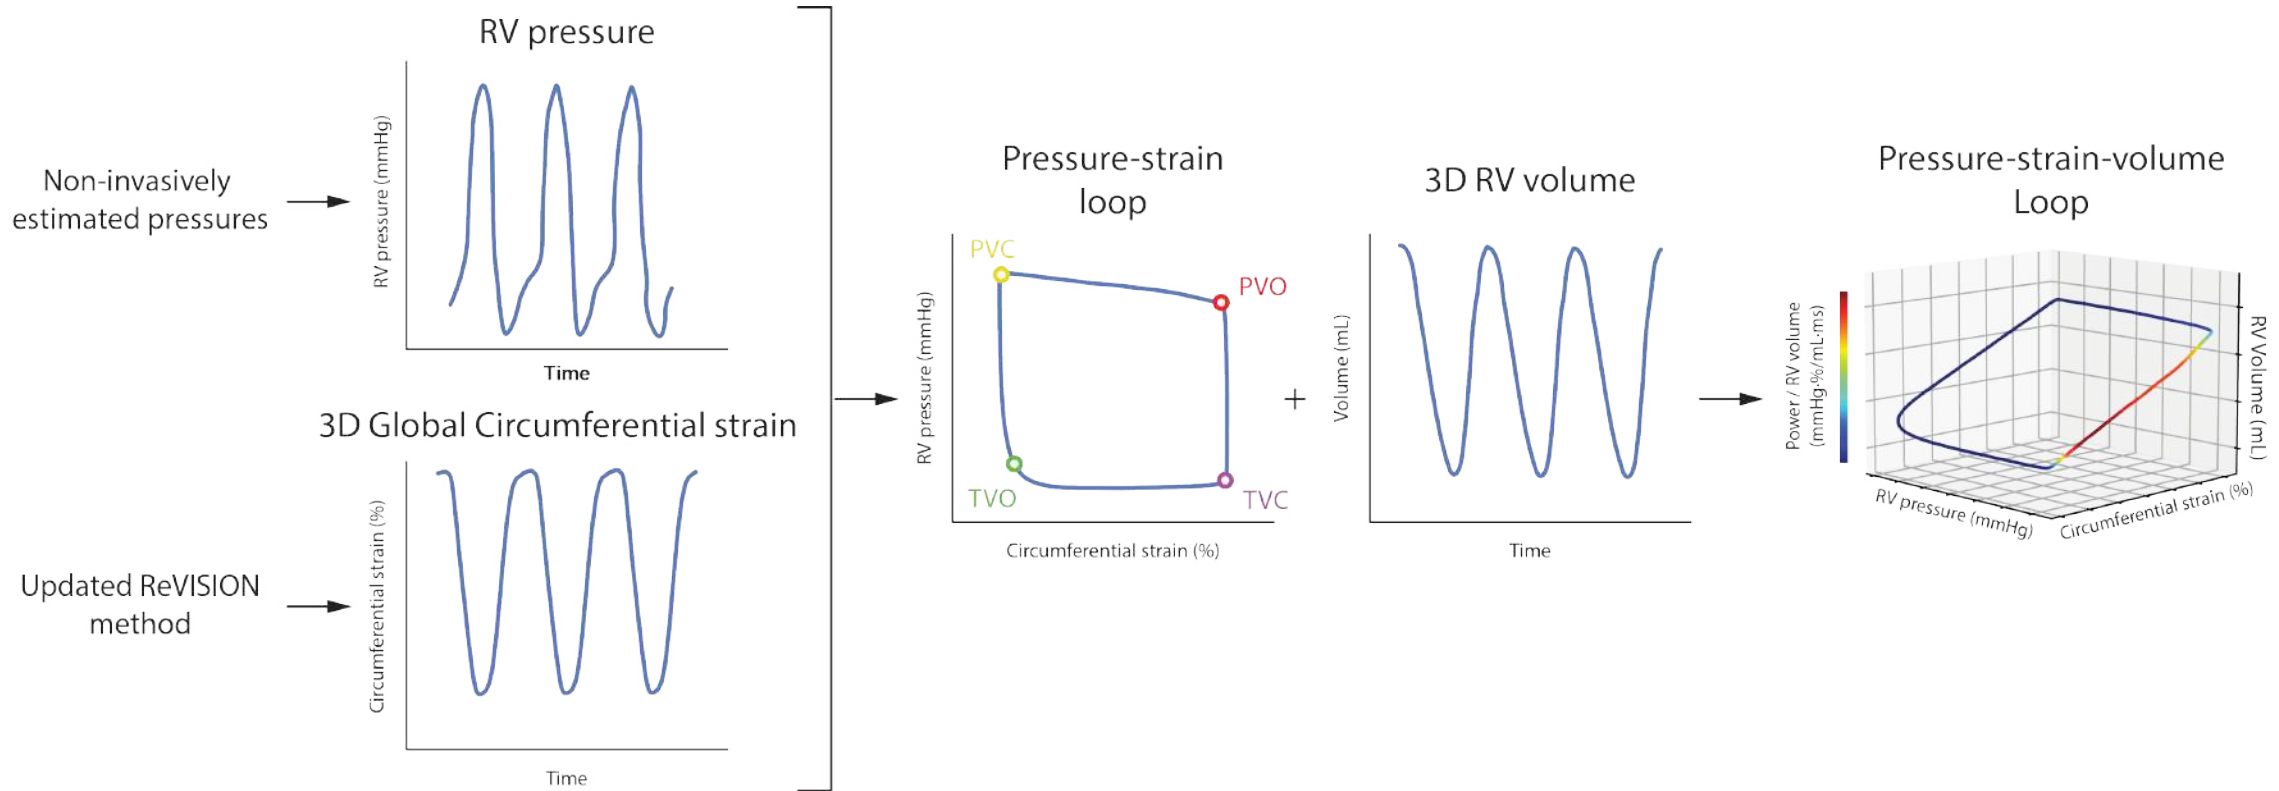 Non-invasively
estimated pressures
RV pressure
RV pressure (mmHg)
Time
Updated ReVISION
method
3D Global Circumferential strain
Circumferential strain (%)
Time
Pressure-strain
loop
RV pressure (mmHg)
PVC
PVO
TVO
TVC
Circumferential strain (%)
+
3D RV volume
Volume (mL)
Time
Pressure-strain-volume
Loop
Power / RV volume
(mmHg·%/mL·ms)
RV Volume (mL)
RV pressure (mmHg)
Circumferential strain (%)